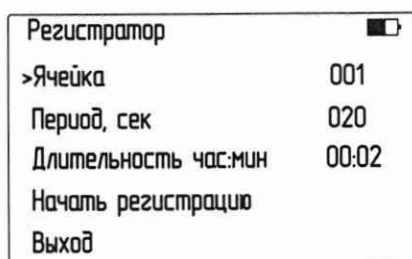 Регистратор
>Ячейка 001
Период, сек 020
Длительность час:мин 00:02
Начать регистрацию
Выход